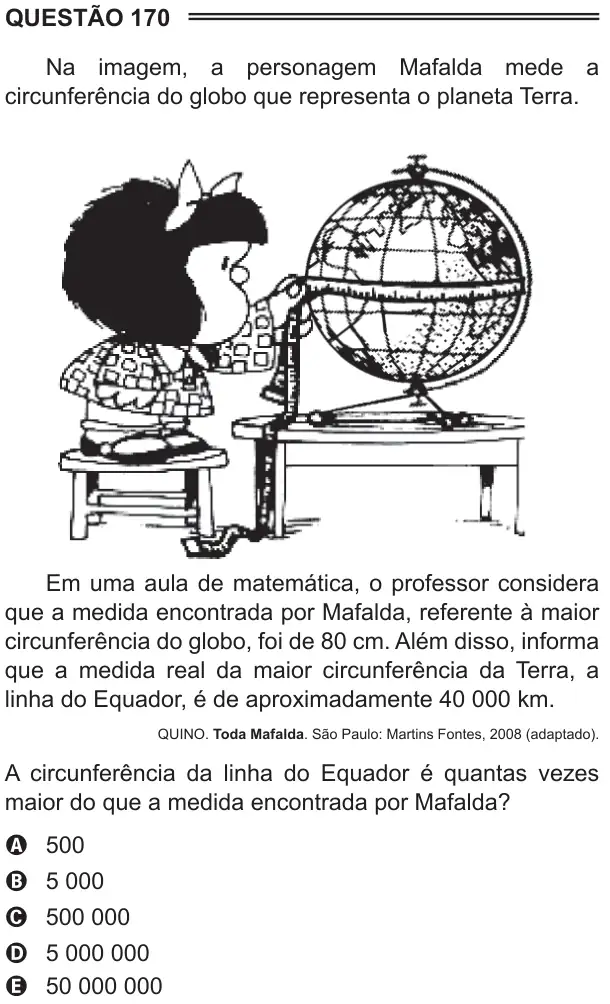 QUESTÃO 170
Na imagem, a personagem Mafalda mede a
circunferência do globo que representa o planeta Terra.
Em uma aula de matemática, o professor considera
que a medida encontrada por Mafalda, referente à maior
circunferência do globo, foi de 80 cm. Além disso, informa
que a medida real da maior circunferência da Terra, a
linha do Equador, é de aproximadamente 40 000 km.
QUINO. Toda Mafalda. São Paulo: Martins Fontes, 2008 (adaptado).
A circunferência da linha do Equador é quantas vezes
maior do que a medida encontrada por Mafalda?
A 500
B 5 000
C 500 000
D 5 000 000
E 50 000 000